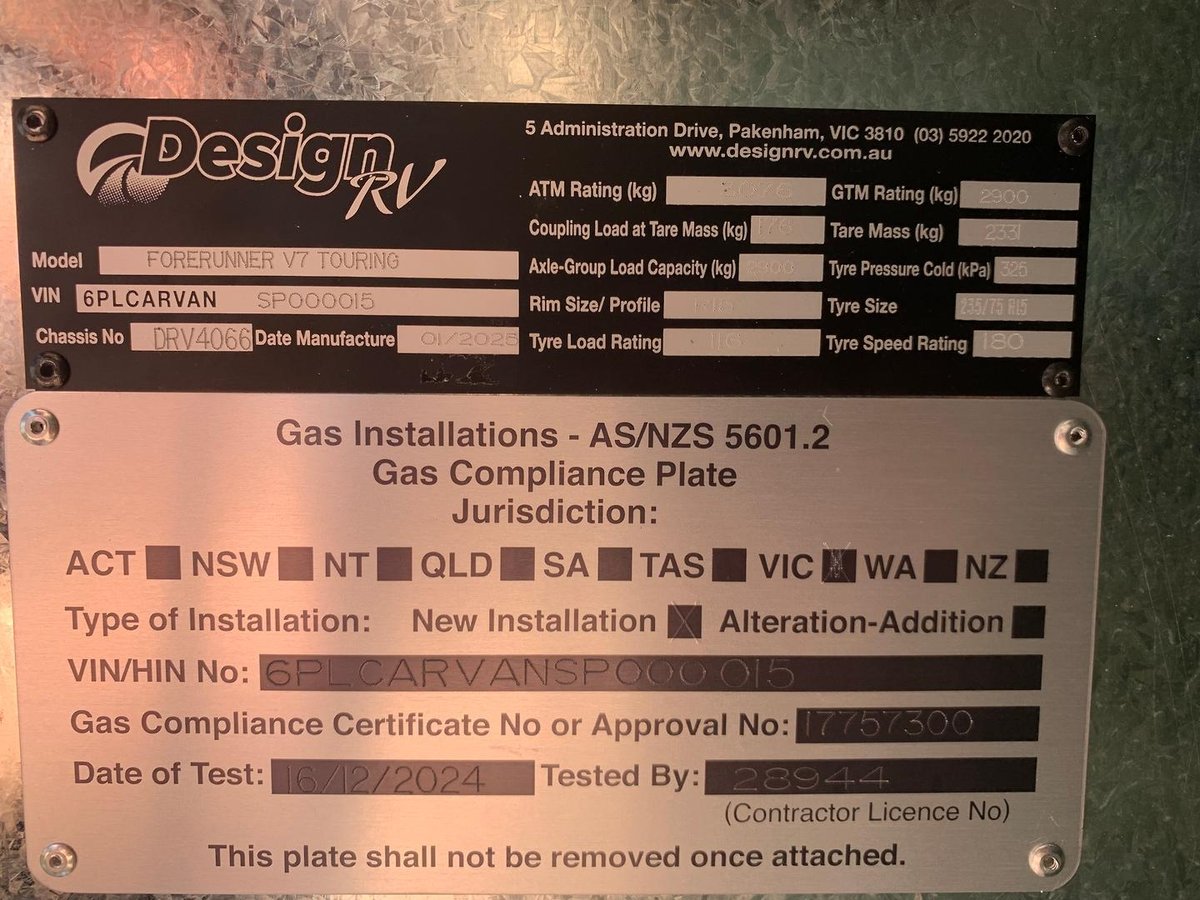 Design RV
5 Administration Drive, Pakenham, VIC 3810 (03) 5922 2020
www.designrv.com.au
ATM Rating (kg) 3076 GTM Rating (kg) 2900
Coupling Load at Tare Mass (kg) 176 Tare Mass (kg) 2331
Model FORERUNNER V7 TOURING
Axle-Group Load Capacity (kg) 2900 Tyre Pressure Cold (kPa) 325
VIN 6PLCARVAN SP000015
Rim Size/ Profile R15 Tyre Size 235/75 R15
Chassis No DRV4066 Date Manufacture 01/2025
Tyre Load Rating 116 Tyre Speed Rating 180
Gas Installations - AS/NZS 5601.2
Gas Compliance Plate
Jurisdiction:
ACT NSW NT QLD SA TAS VIC X WA NZ
Type of Installation: New Installation X Alteration-Addition
VIN/HIN No: 6PLCARVANSP000015
Gas Compliance Certificate No or Approval No: 17757300
Date of Test: 16/12/2024 Tested By: 28944
(Contractor Licence No)
This plate shall not be removed once attached.